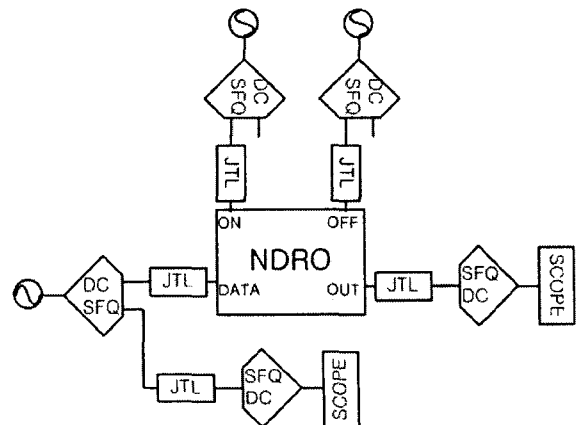 DC
SFQ
DC
SFQ
JTL
JTL
ON
OFF
NDRO
DATA
OUT
DC
SFQ
JTL
JTL
SFQ
DC
SCOPE
JTL
SFQ
DC
SCOPE